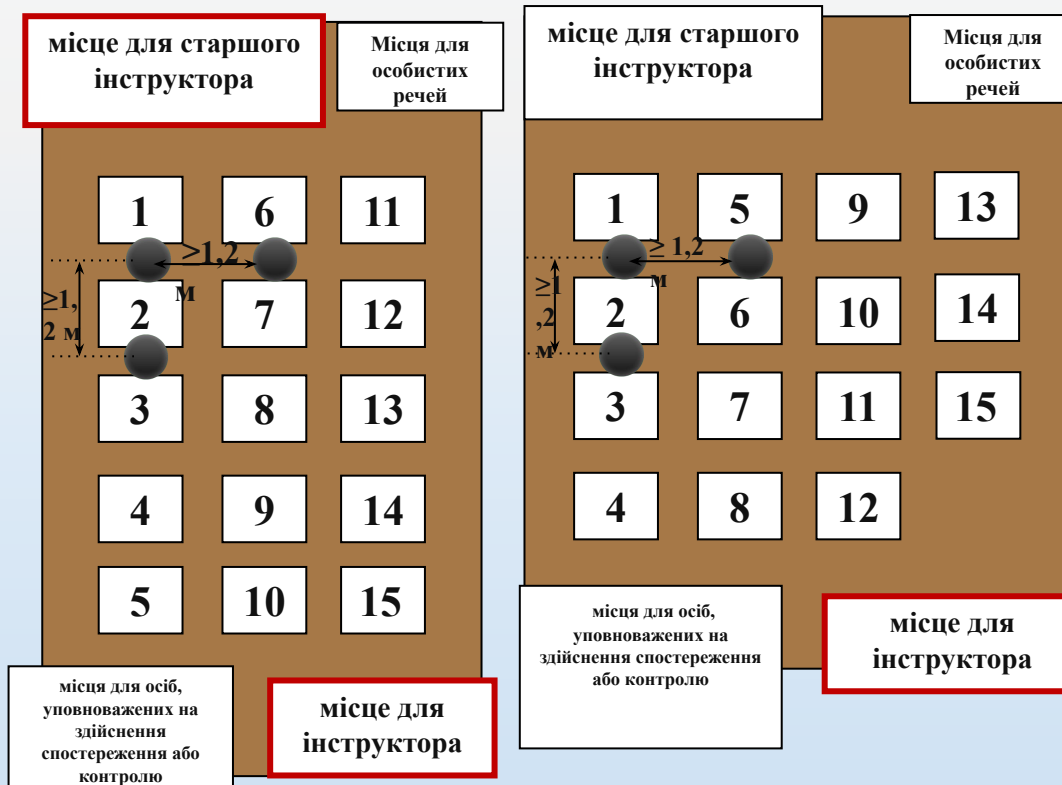 місце для старшого
інструктора
Місця для
особистих
речей
1
6
11
≥1,2
м
≥1,
2 м
2
7
12
3
8
13
4
9
14
5
10
15
місця для осіб,
уповноважених на
здійснення
спостереження або
контролю
місце для
інструктора
місце для старшого
інструктора
Місця для
особистих
речей
1
5
9
13
≥ 1,2
м
≥1
,2
м
2
6
10
14
3
7
11
15
4
8
12
місця для осіб,
уповноважених на
здійснення спостереження
або контролю
місце для
інструктора